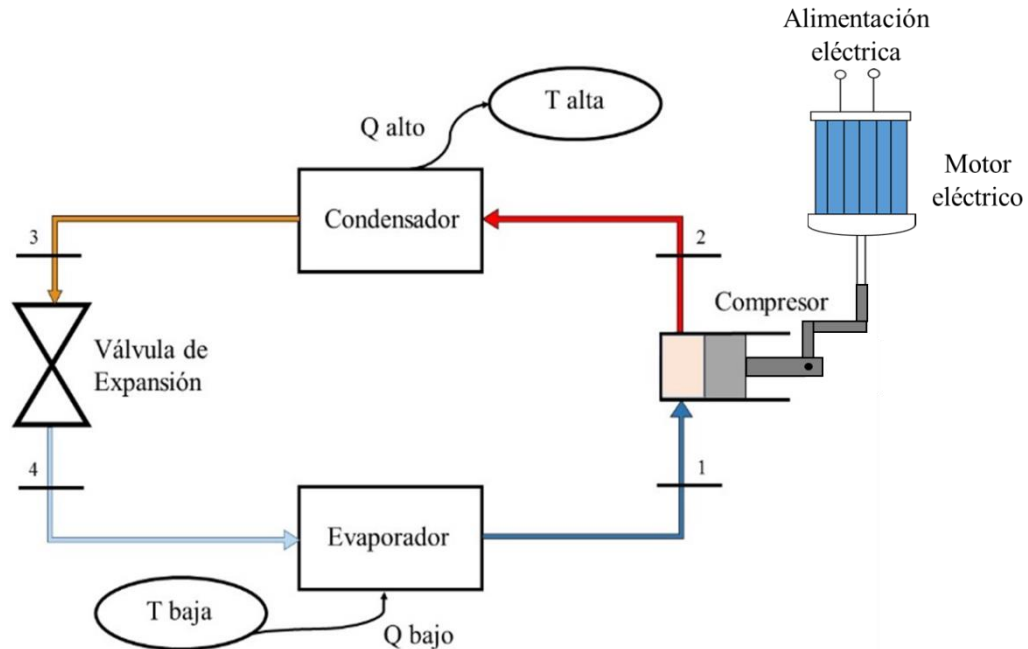 Alimentación
eléctrica
T alta
Q alto
Motor
eléctrico
Condensador
3
2
Compresor
Válvula de
Expansión
4
1
Evaporador
T baja
Q bajo